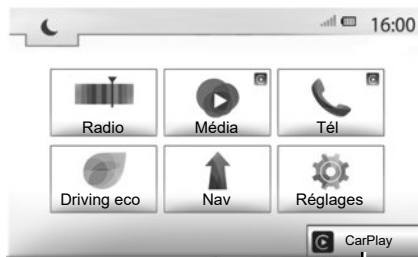 16:00
Radio
Média
Tél
Driving eco
Nav
Réglages
CarPlay